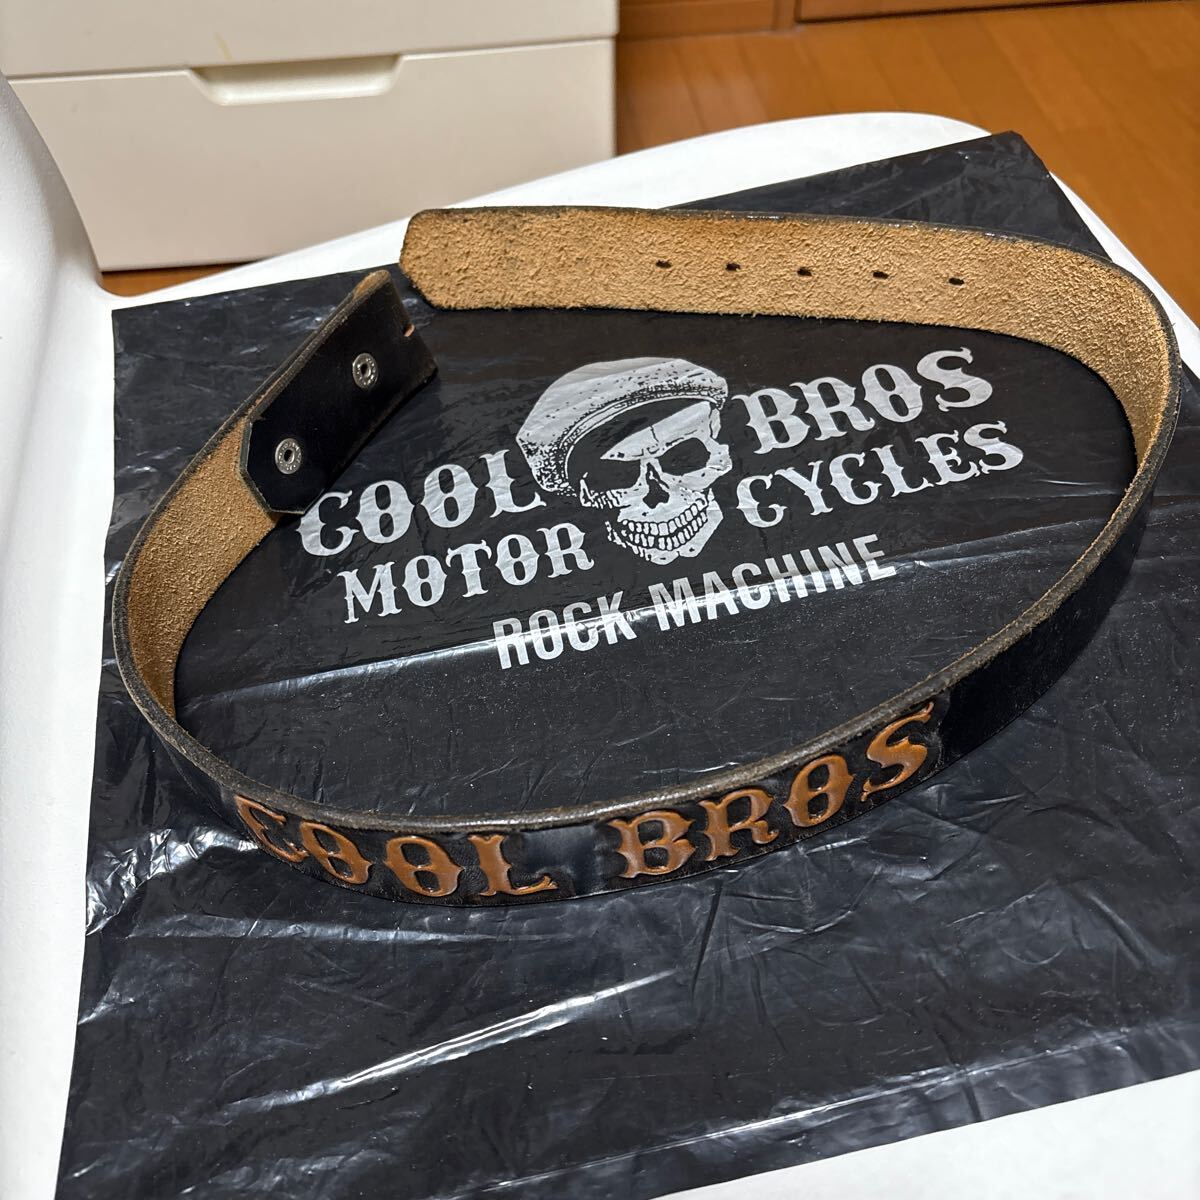 COOL BROS
MOTOR CYCLES
ROCK MACHINE
COOL BROS